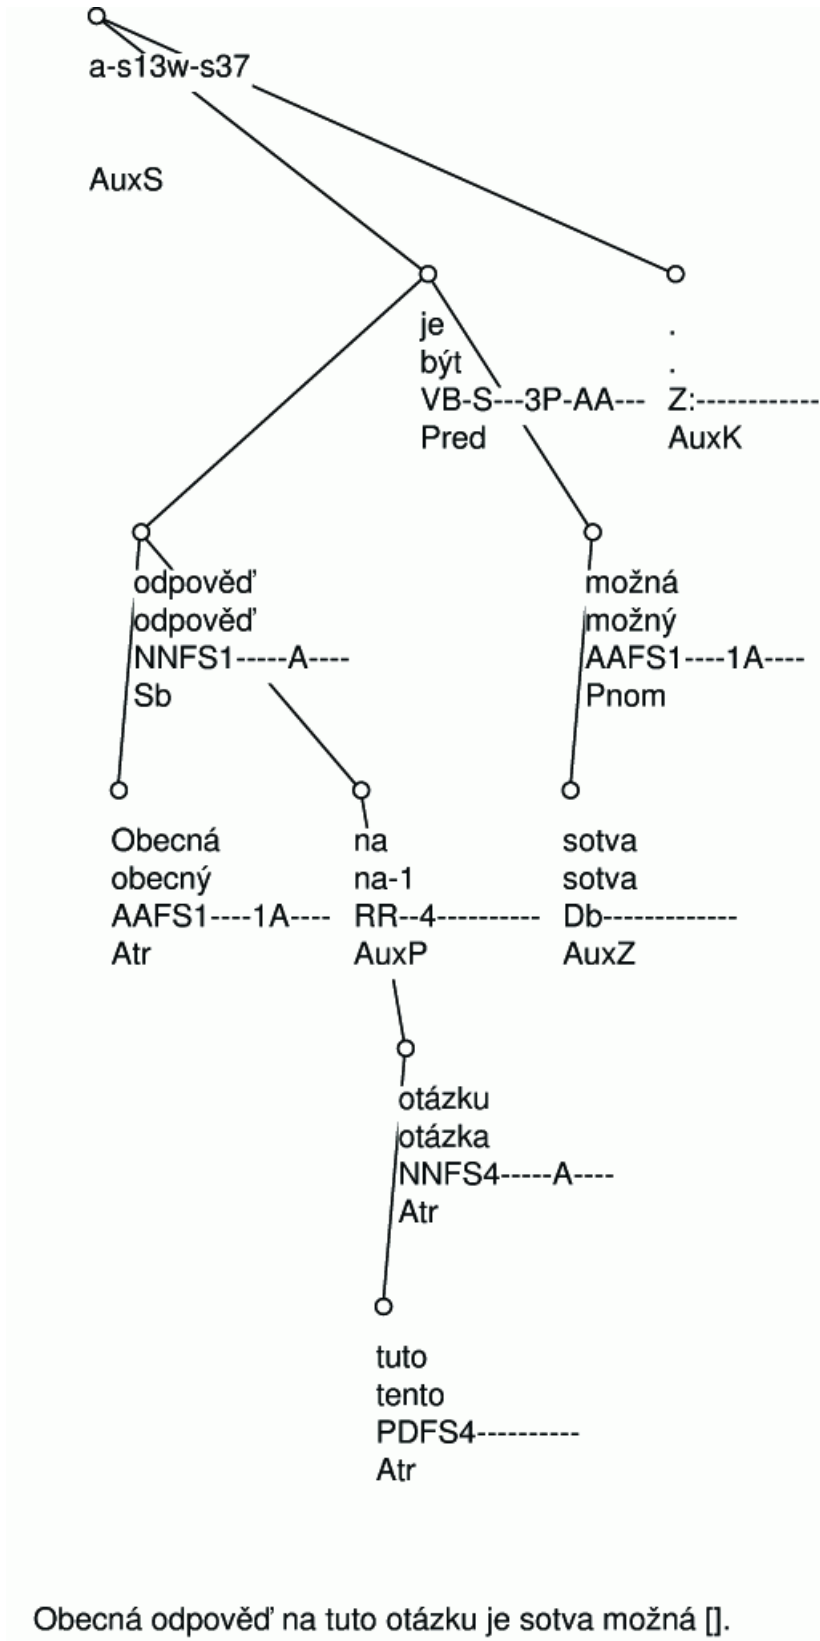 a-s13w-s37
AuxS
je
být
VB-S---3P-AA---
Pred
.
.
Z:-------------
AuxK
odpověď
odpověď
NNFS1-----A----
Sb
možná
možný
AAFS1----1A----
Pnom
Obecná
obecný
AAFS1----1A----
Atr
na
na-1
RR--4----------
AuxP
sotva
sotva
Db-------------
AuxZ
otázku
otázka
NNFS4-----A----
Atr
tuto
tento
PDFS4----------
Atr
Obecná odpověď na tuto otázku je sotva možná [].